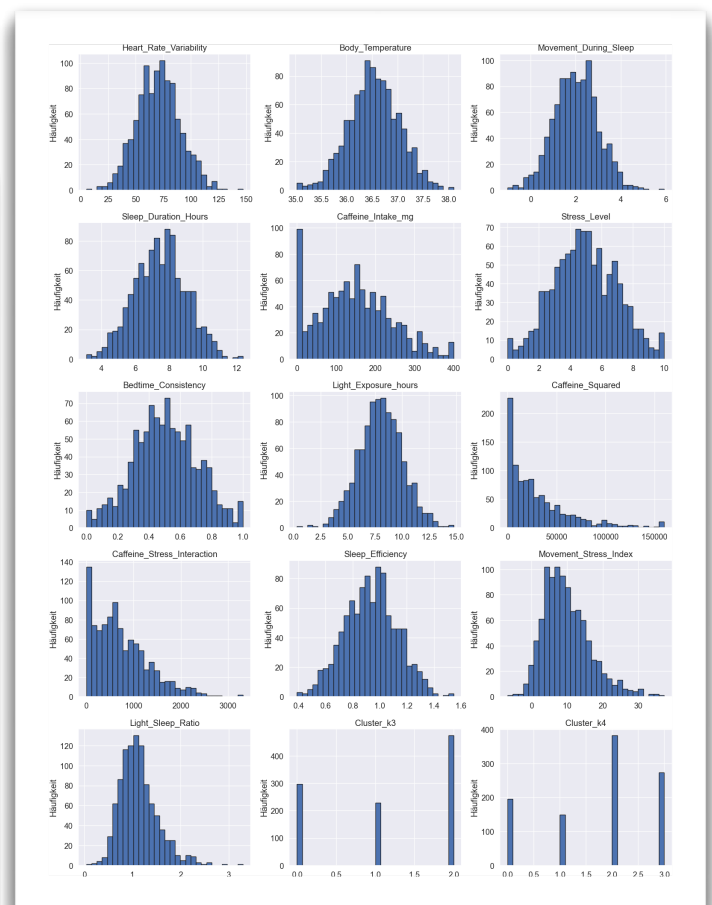 Heart_Rate_Variability
Häufigkeit
100
80
60
40
20
0
0 25 50 75 100 125 150
Body_Temperature
Häufigkeit
80
60
40
20
0
35.0 35.5 36.0 36.5 37.0 37.5 38.0
Movement_During_Sleep
Häufigkeit
100
80
60
40
20
0
0 2 4 6
Sleep_Duration_Hours
Häufigkeit
80
60
40
20
0
4 6 8 10 12
Caffeine_Intake_mg
Häufigkeit
100
80
60
40
20
0
0 100 200 300 400
Stress_Level
Häufigkeit
70
60
50
40
30
20
10
0
0 2 4 6 8 10
Bedtime_Consistency
Häufigkeit
70
60
50
40
30
20
10
0
0.0 0.2 0.4 0.6 0.8 1.0
Light_Exposure_hours
Häufigkeit
100
80
60
40
20
0
0.0 2.5 5.0 7.5 10.0 12.5 15.0
Caffeine_Squared
Häufigkeit
200
150
100
50
0
0 50000 100000 150000
Caffeine_Stress_Interaction
Häufigkeit
140
120
100
80
60
40
20
0
0 1000 2000 3000
Sleep_Efficiency
Häufigkeit
80
60
40
20
0
0.4 0.6 0.8 1.0 1.2 1.4 1.6
Movement_Stress_Index
Häufigkeit
100
80
60
40
20
0
0 10 20 30
Light_Sleep_Ratio
Häufigkeit
120
100
80
60
40
20
0
0 1 2 3
Cluster_k3
Häufigkeit
400
300
200
100
0
0.0 0.5 1.0 1.5 2.0
Cluster_k4
Häufigkeit
400
300
200
100
0
0.0 0.5 1.0 1.5 2.0 2.5 3.0